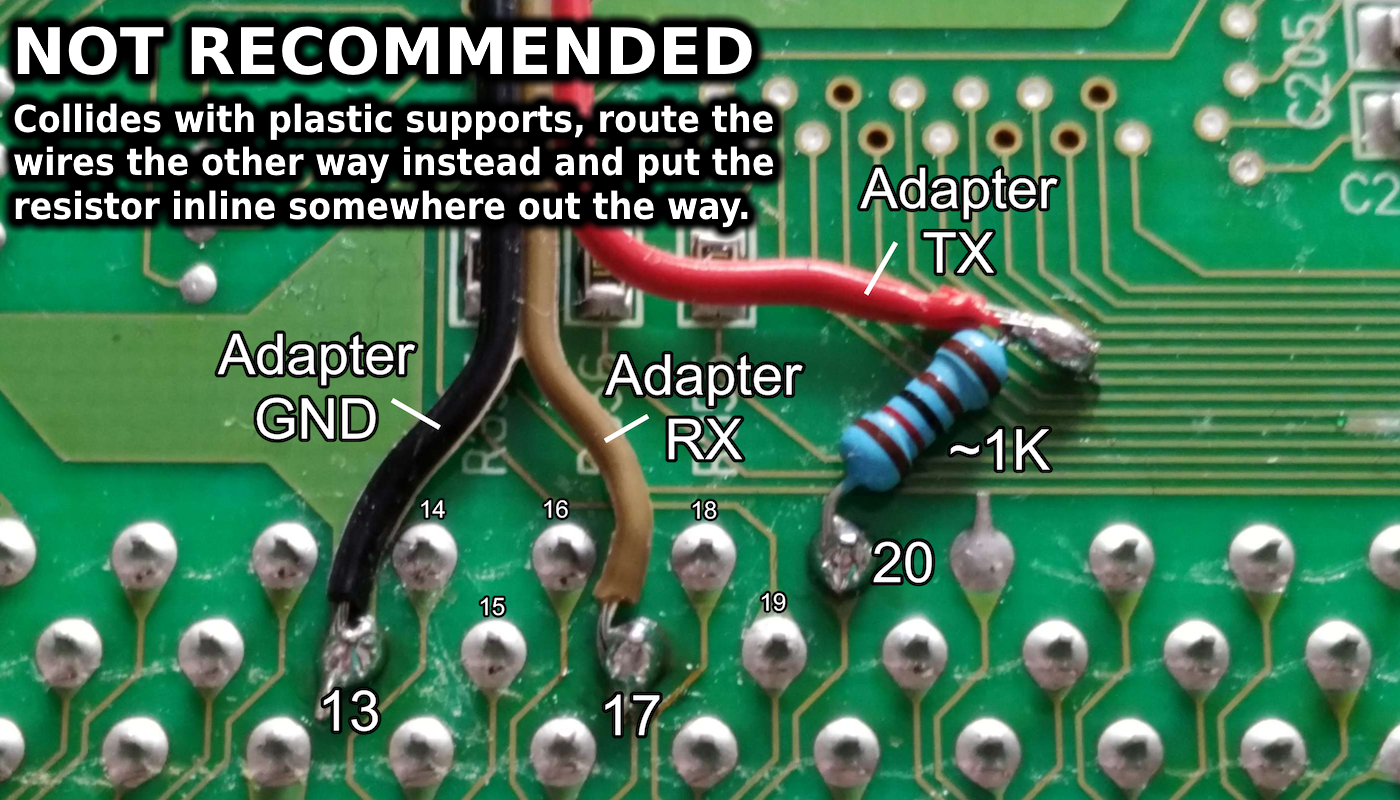 NOT RECOMMENDED
Collides with plastic supports, route the
wires the other way instead and put the
resistor inline somewhere out the way.
C205
C2
Adapter
TX
Adapter
GND
Adapter
RX
~1K
14
16
18
20
15
19
13
17